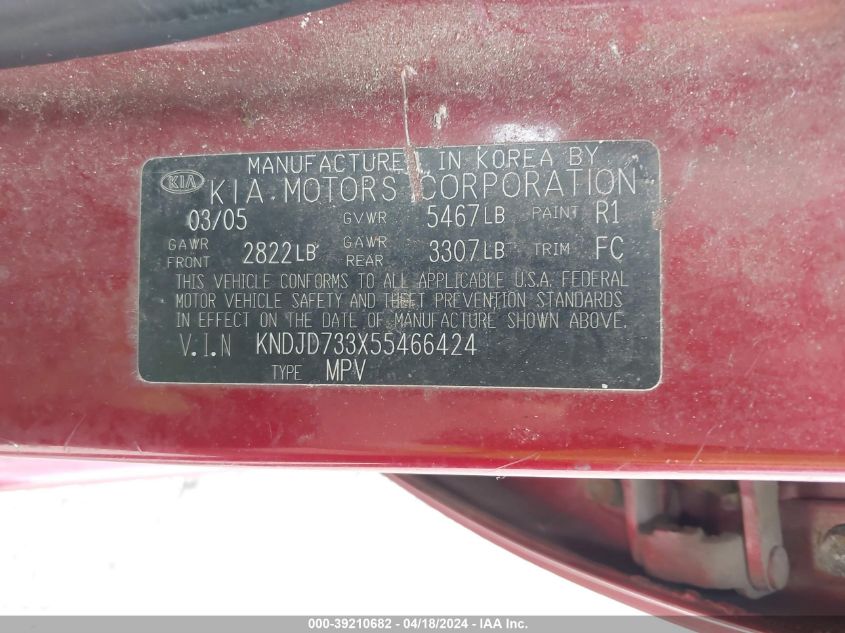 MANUFACTURED IN KOREA BY
KIA KIA MOTORS CORPORATION
03/05 GVWR 5467LB PAINT R1
GAWR FRONT 2822LB GAWR REAR 3307LB TRIM FC
THIS VEHICLE CONFORMS TO ALL APPLICABLE U.S.A. FEDERAL
MOTOR VEHICLE SAFETY AND THEFT PREVENTION STANDARDS
IN EFFECT ON THE DATE OF MANUFACTURE SHOWN ABOVE.
V.I.N KNDJD733X55466424
TYPE MPV
000-39210682 - 04/18/2024 - IAA Inc.